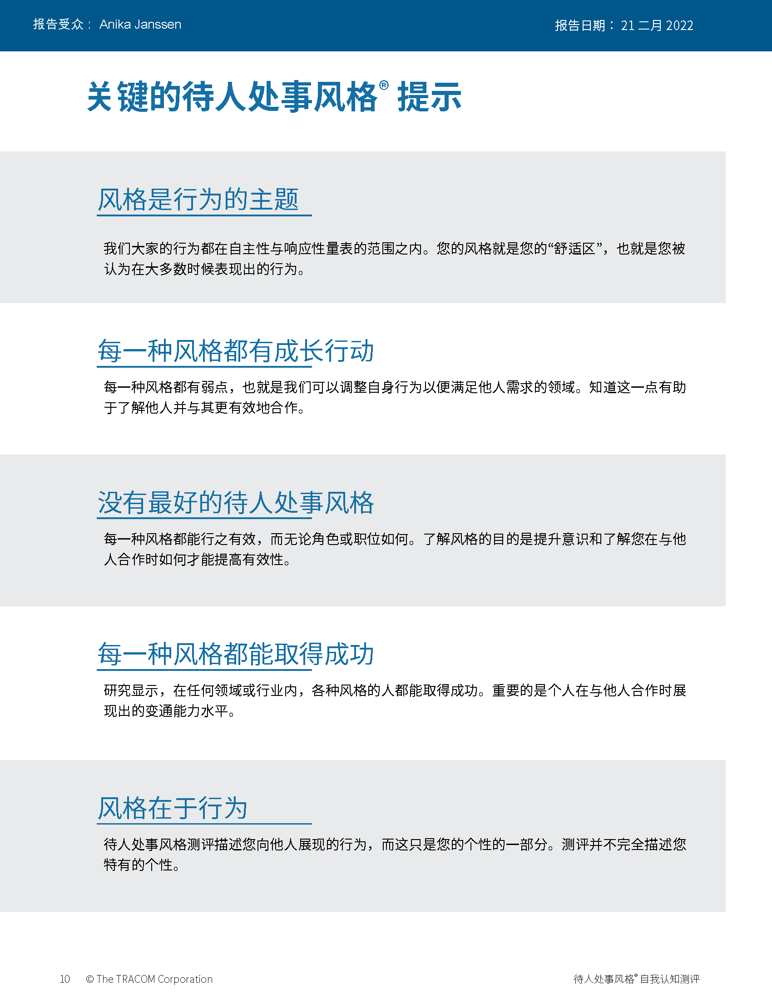 报告受众： Anika Janssen
报告日期： 21 二月 2022
关键的待人处事风格® 提示
风格是行为的主题
我们大家的行为都在自主性与响应性量表的范围之内。您的风格就是您的“舒适区”，也就是您被
认为在大多数时候表现出的行为。
每一种风格都有成长行动
每一种风格都有弱点，也就是我们可以调整自身行为以便满足他人需求的领域。知道这一点有助
于了解他人并与其更有效地合作。
没有最好的待人处事风格
每一种风格都能行之有效，而无论角色或职位如何。了解风格的目的是提升意识和了解您在与他
人合作时如何才能提高有效性。
每一种风格都能取得成功
研究显示，在任何领域或行业内，各种风格的人都能取得成功。重要的是个人在与他人合作时展
现出的变通能力水平。
风格在于行为
待人处事风格测评描述您向他人展现的行为，而这只是您的个性的一部分。测评并不完全描述您
特有的个性。
10 © The TRACOM Corporation
待人处事风格® 自我认知测评